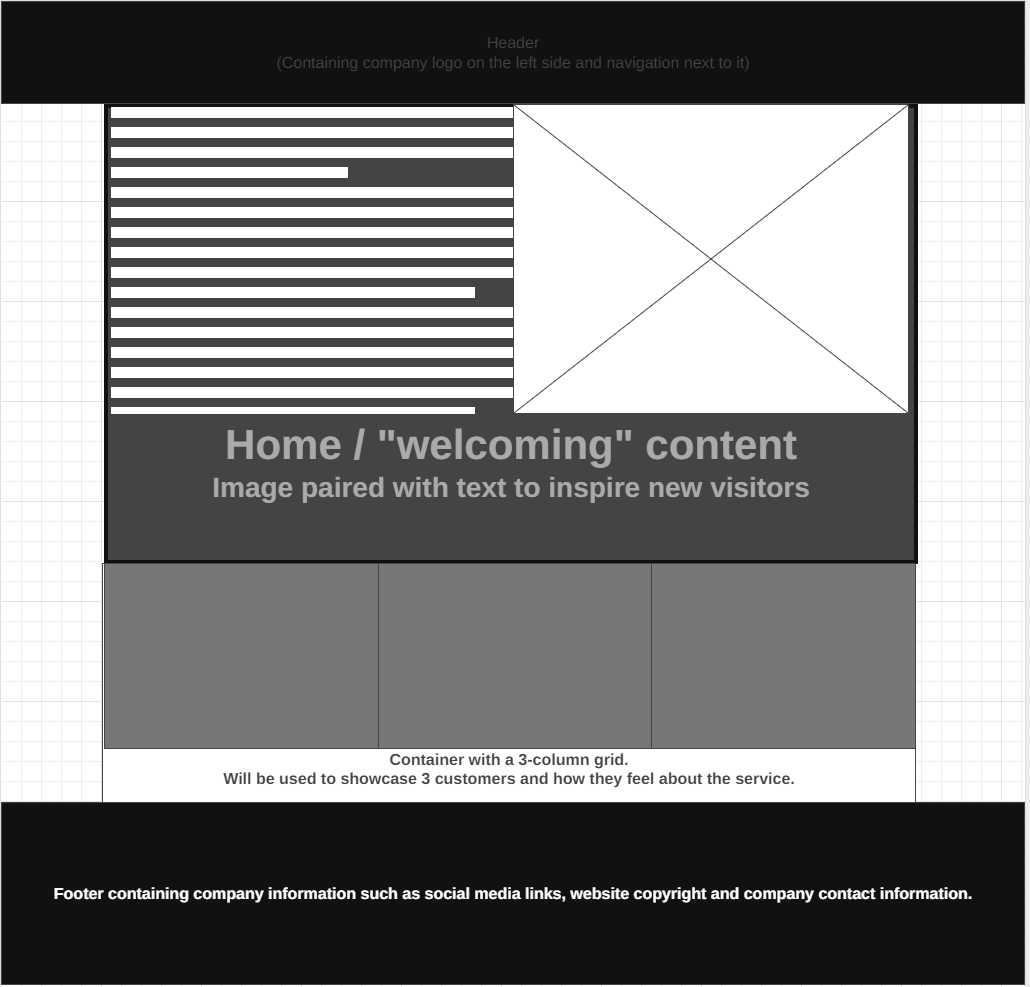 Header
(Containing company logo on the left side and navigation next to it)
Home / "welcoming" content
Image paired with text to inspire new visitors
Container with a 3-column grid.
Will be used to showcase 3 customers and how they feel about the service.
Footer containing company information such as social media links, website copyright and company contact information.